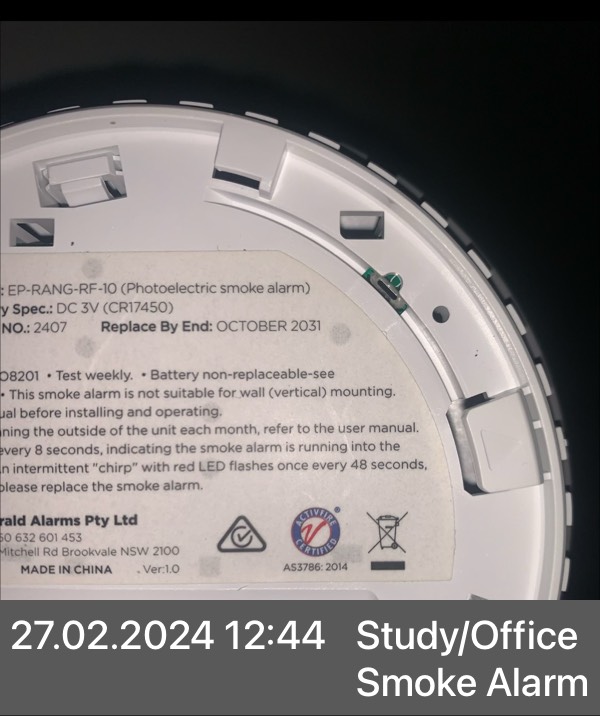 : EP-RANG-RF-10 (Photoelectric smoke alarm)
y Spec.: DC 3V (CR17450)
NO.: 2407 Replace By End: OCTOBER 2031
08201 • Test weekly. • Battery non-replaceable-see
• This smoke alarm is not suitable for wall (vertical) mounting.
ual before installing and operating.
ning the outside of the unit each month, refer to the user manual.
every 8 seconds, indicating the smoke alarm is running into the
n intermittent "chirp" with red LED flashes once every 48 seconds,
please replace the smoke alarm.
rald Alarms Pty Ltd
50 632 601 453
Mitchell Rd Brookvale NSW 2100
MADE IN CHINA . Ver:1.0
ACTIVFIRE
CERTIFIED
AS3786: 2014
27.02.2024 12:44 Study/Office
Smoke Alarm